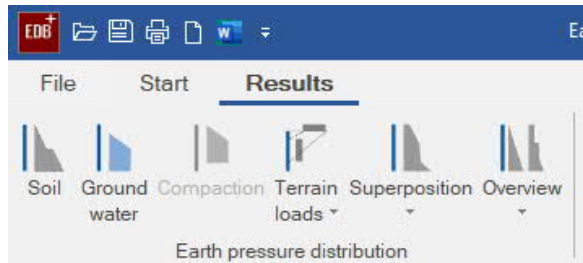 EDB+
W
Ea
File Start Results
Soil Ground water Compaction Terrain loads Superposition Overview
Earth pressure distribution